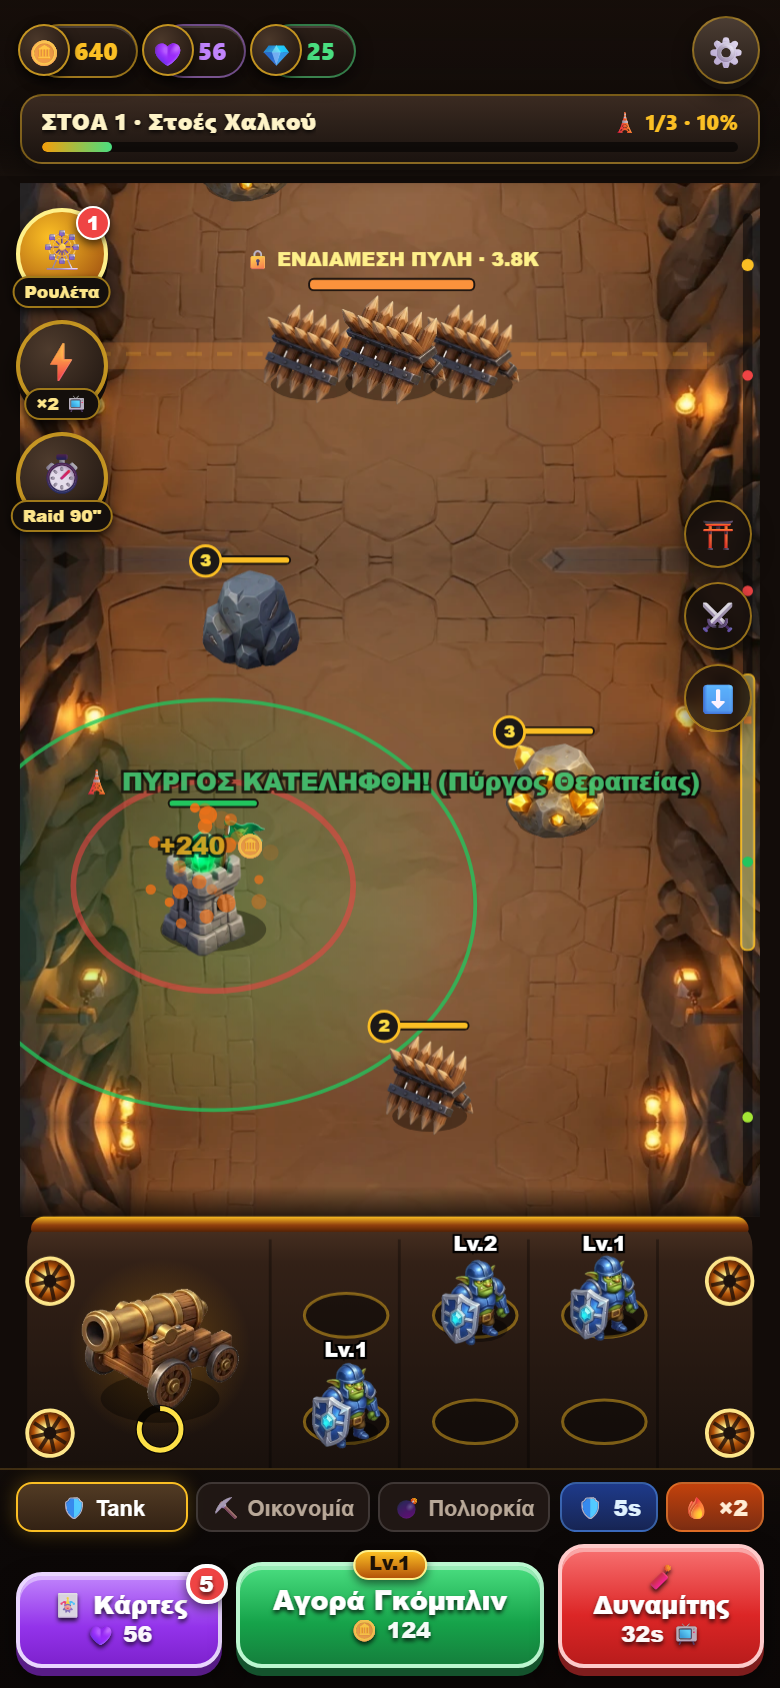 640 56 25
ΣΤΟΑ 1 · Στοές Χαλκού 1/3 · 10%
1
Ρουλέτα
ΕΝΔΙΑΜΕΣΗ ΠΥΛΗ · 3.8K
×2
Raid 90"
3
3
ΠΥΡΓΟΣ ΚΑΤΕΛΗΦΘΗ! (Πύργος Θεραπείας)
+240
2
Lv.2 Lv.1
Lv.1
Tank Οικονομία Πολιορκία 5s ×2
Lv.1
5
Κάρτες Αγορά Γκόμπλιν Δυναμίτης
56 124 32s